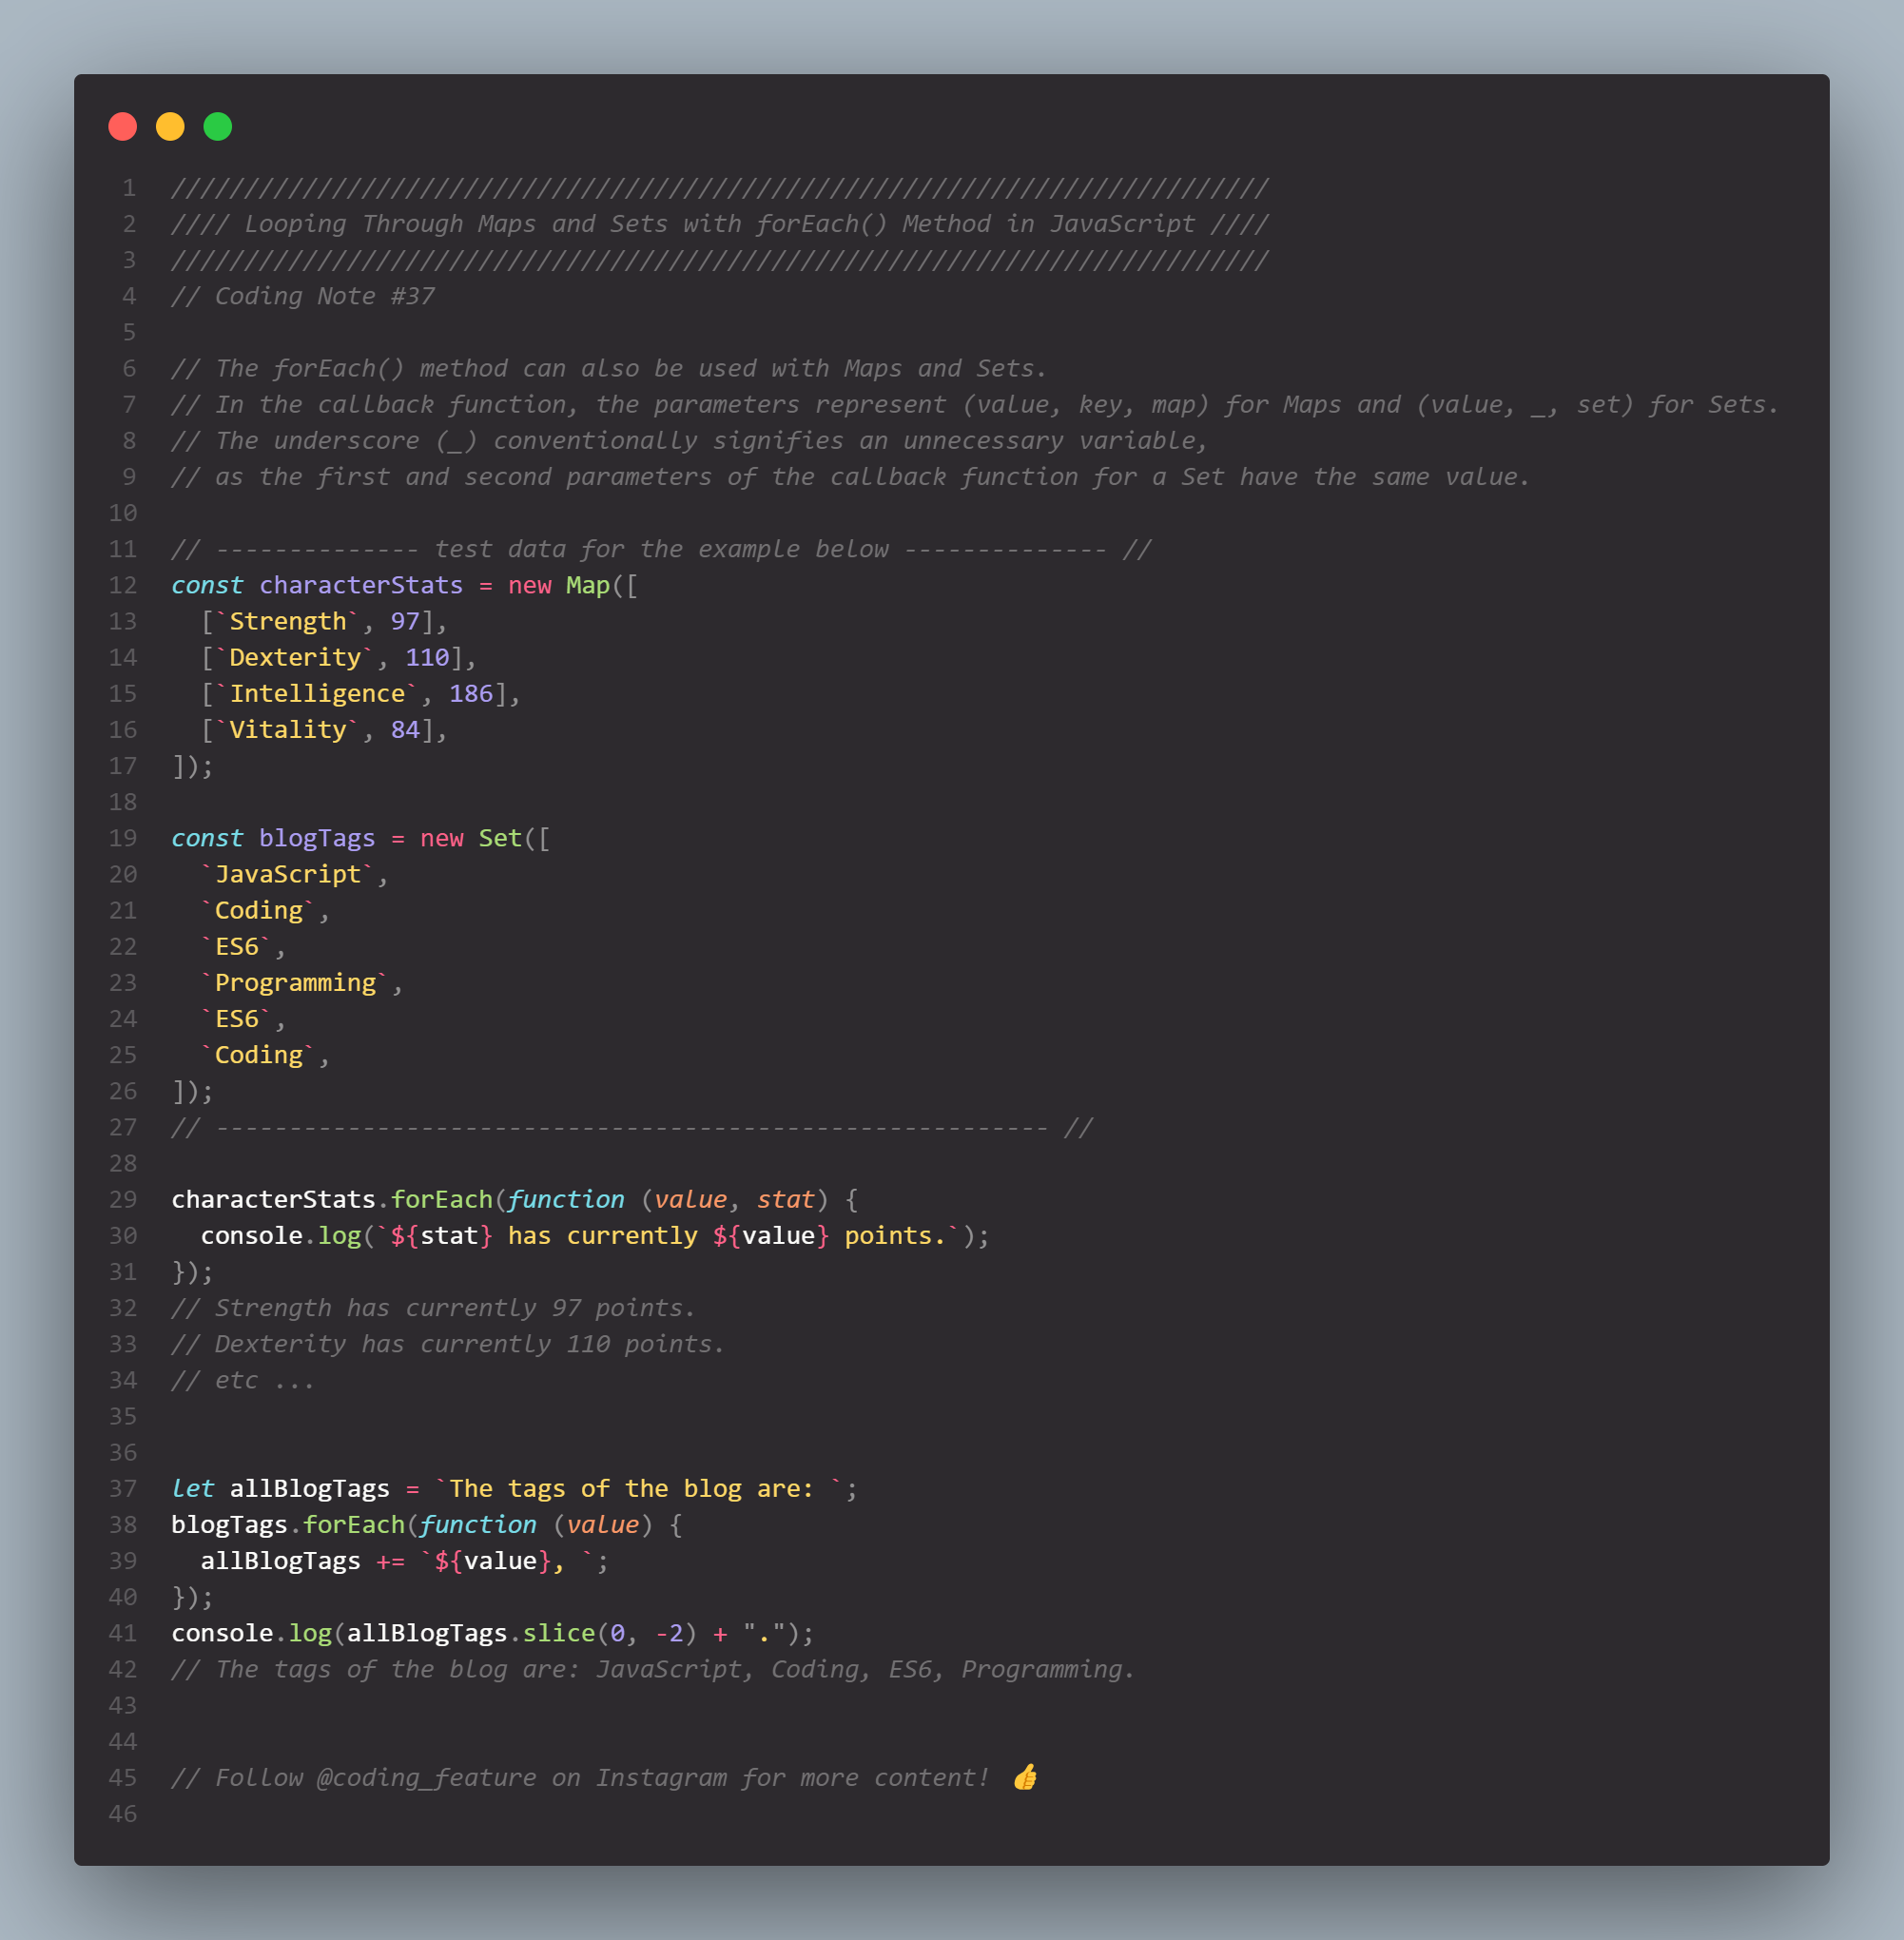 1 ///////////////////////////////////////////////////////////////////////////
2 //// Looping Through Maps and Sets with forEach() Method in JavaScript ////
3 ///////////////////////////////////////////////////////////////////////////
4 // Coding Note #37
5
6 // The forEach() method can also be used with Maps and Sets.
7 // In the callback function, the parameters represent (value, key, map) for Maps and (value, _, set) for Sets.
8 // The underscore (_) conventionally signifies an unnecessary variable,
9 // as the first and second parameters of the callback function for a Set have the same value.
10
11 // -------------- test data for the example below -------------- //
12 const characterStats = new Map([
13   [`Strength`, 97],
14   [`Dexterity`, 110],
15   [`Intelligence`, 186],
16   [`Vitality`, 84],
17 ]);
18
19 const blogTags = new Set([
20   `JavaScript`,
21   `Coding`,
22   `ES6`,
23   `Programming`,
24   `ES6`,
25   `Coding`,
26 ]);
27 // --------------------------------------------------------- //
28
29 characterStats.forEach(function (value, stat) {
30   console.log(`${stat} has currently ${value} points.`);
31 });
32 // Strength has currently 97 points.
33 // Dexterity has currently 110 points.
34 // etc ...
35
36
37 let allBlogTags = `The tags of the blog are: `;
38 blogTags.forEach(function (value) {
39   allBlogTags += `${value}, `;
40 });
41 console.log(allBlogTags.slice(0, -2) + ".");
42 // The tags of the blog are: JavaScript, Coding, ES6, Programming.
43
44
45 // Follow @coding_feature on Instagram for more content! 👍
46